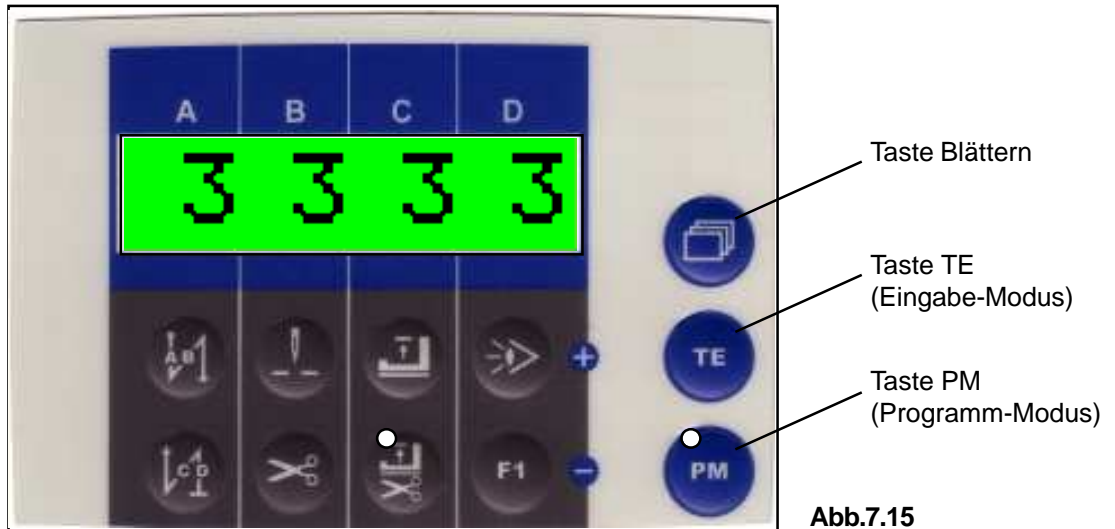 A B C D
3 3 3 3
Taste Blättern
Taste TE
(Eingabe-Modus)
A B
TE
Taste PM
(Programm-Modus)
C D
F1
PM
Abb.7.15